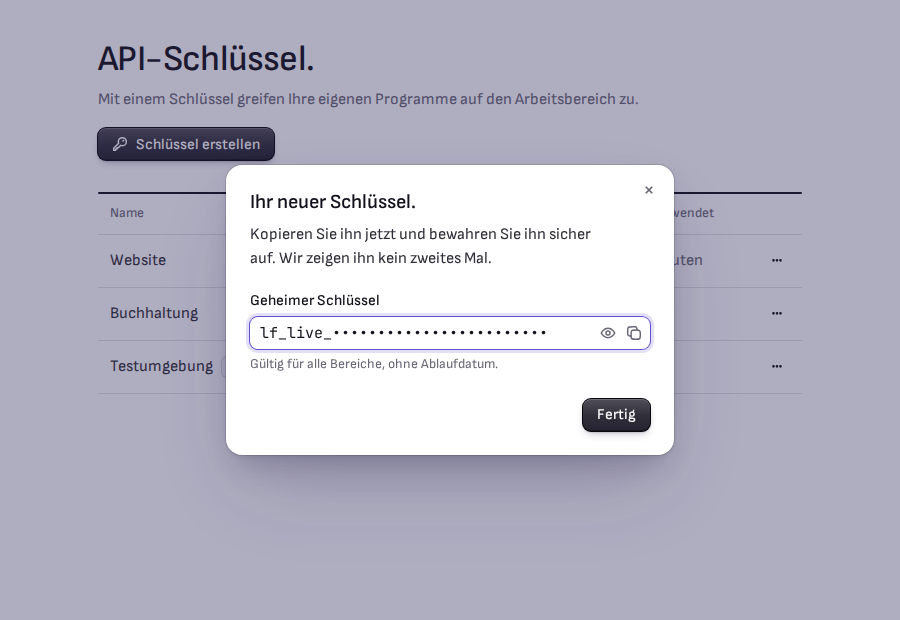 API-Schlüssel.
Mit einem Schlüssel greifen Ihre eigenen Programme auf den Arbeitsbereich zu.
Schlüssel erstellen
Name
Website
Buchhaltung
Testumgebung
Ihr neuer Schlüssel.
Kopieren Sie ihn jetzt und bewahren Sie ihn sicher
auf. Wir zeigen ihn kein zweites Mal.
Geheimer Schlüssel
lf_live_••••••••••••••••••••••••
Gültig für alle Bereiche, ohne Ablaufdatum.
Fertig